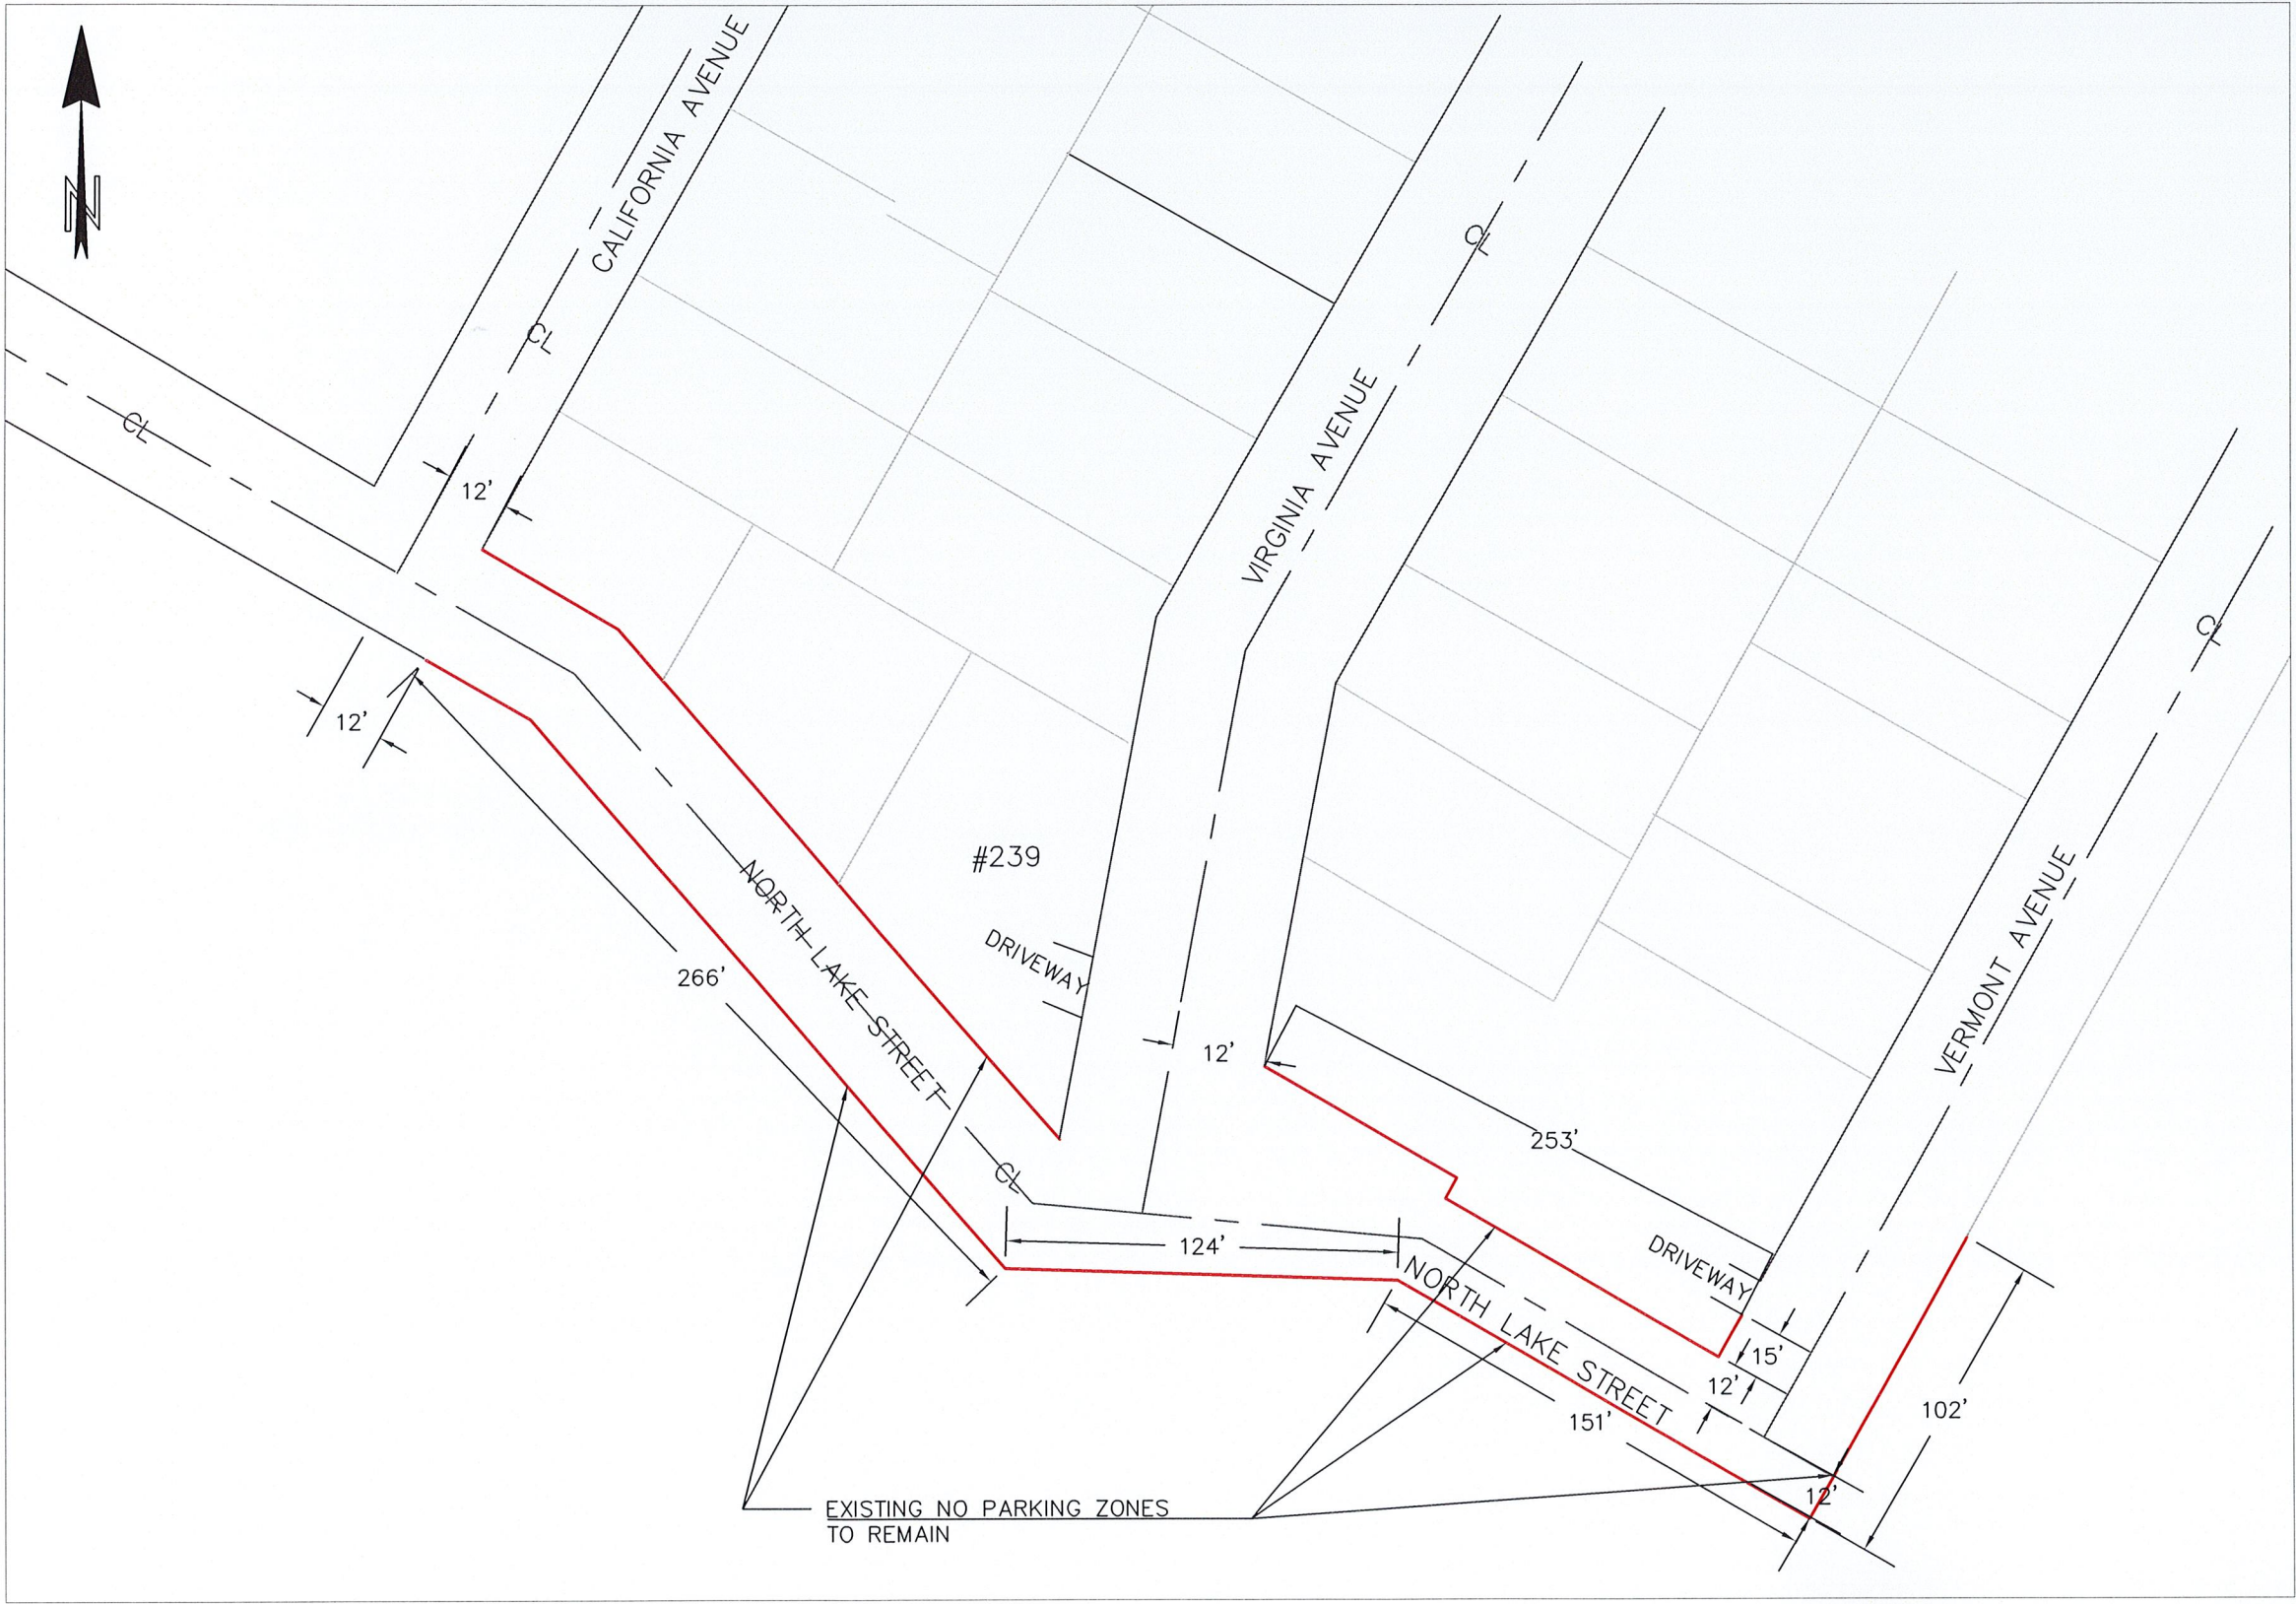 CALIFORNIA AVENUE
N
CL
CL
CL
12'
VIRGINIA AVENUE
CL
12'
#239
DRIVEWAY
266'
NORTH LAKE STREET
12'
VERMONT AVENUE
253'
CL
124'
DRIVEWAY
NORTH LAKE STREET
15'
12'
151'
102'
12'
EXISTING NO PARKING ZONES
TO REMAIN